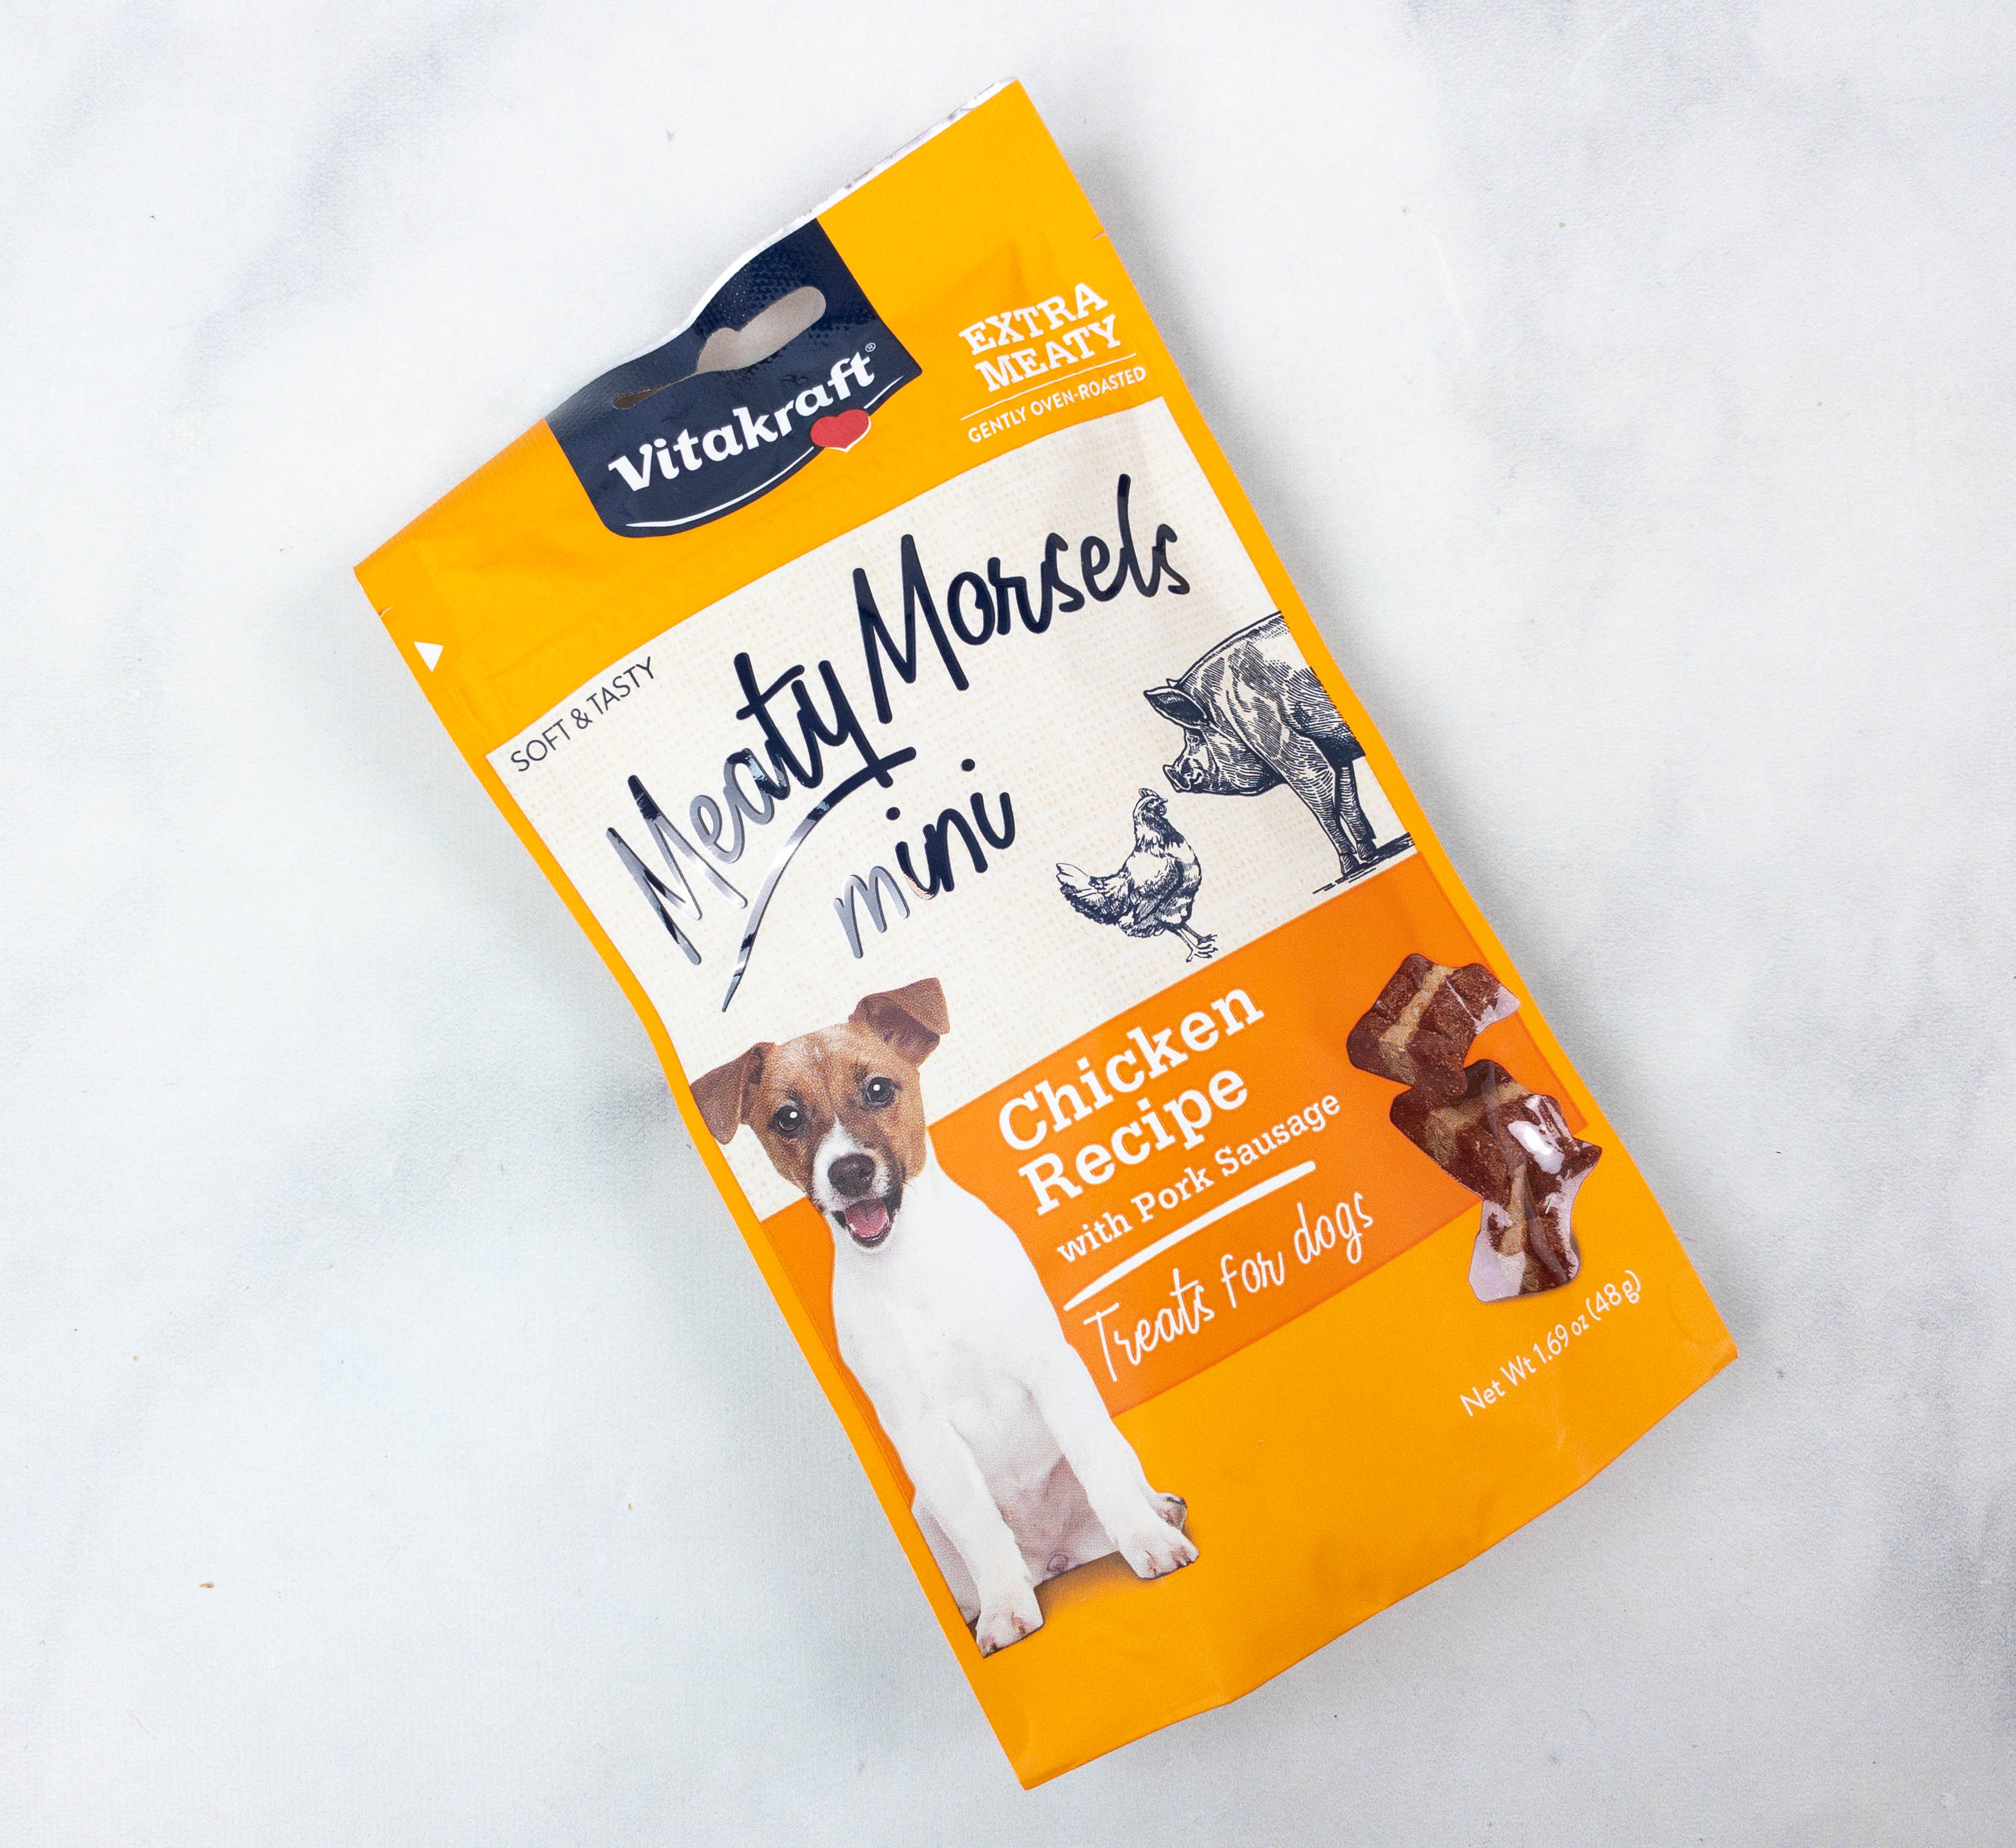 Vitakraft®
EXTRA
MEATY
GENTLY OVEN-ROASTED
SOFT & TASTY
Meaty Morsels
mini
Chicken
Recipe
with Pork Sausage
Treats for dogs
Net Wt 1.69 oz (48 g)